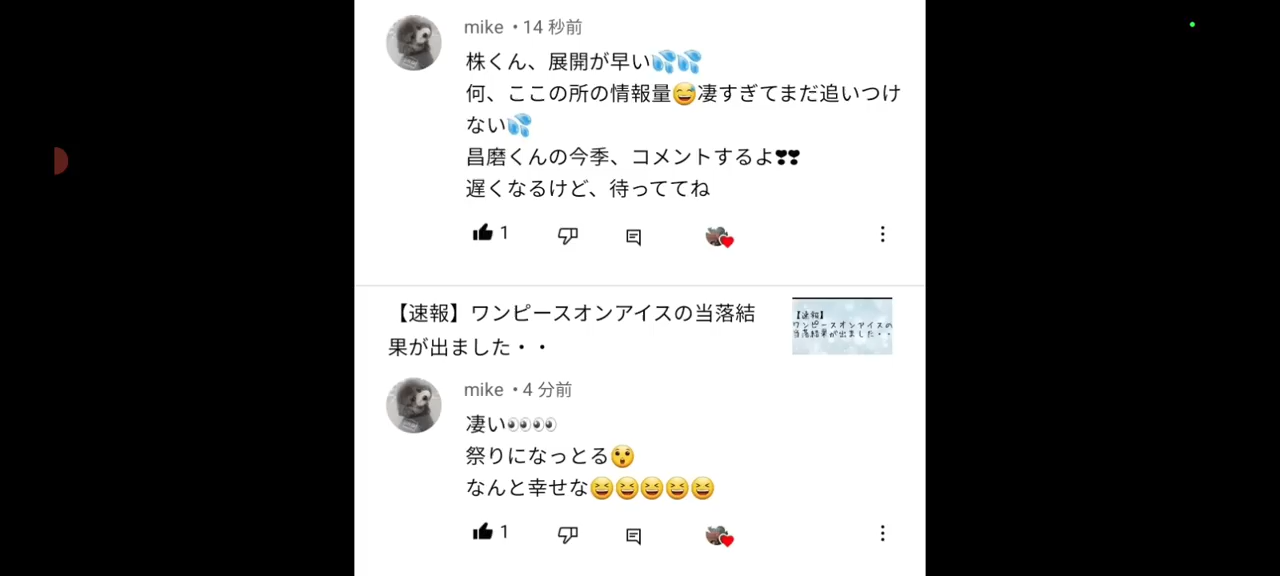 mike ・14 秒前
株くん、展開が早い💦💦
何、ここの所の情報量😅凄すぎてまだ追いつけ
ない💦
昌磨くんの今季、コメントするよ❣❣
遅くなるけど、待っててね
1
【速報】ワンピースオンアイスの当落結
果が出ました・・
【速報】
ワンピースオンアイスの
当落結果が出ました・・
mike ・4 分前
凄い👀👀
祭りになっとる😲
なんと幸せな😆😆😆😆😆
1